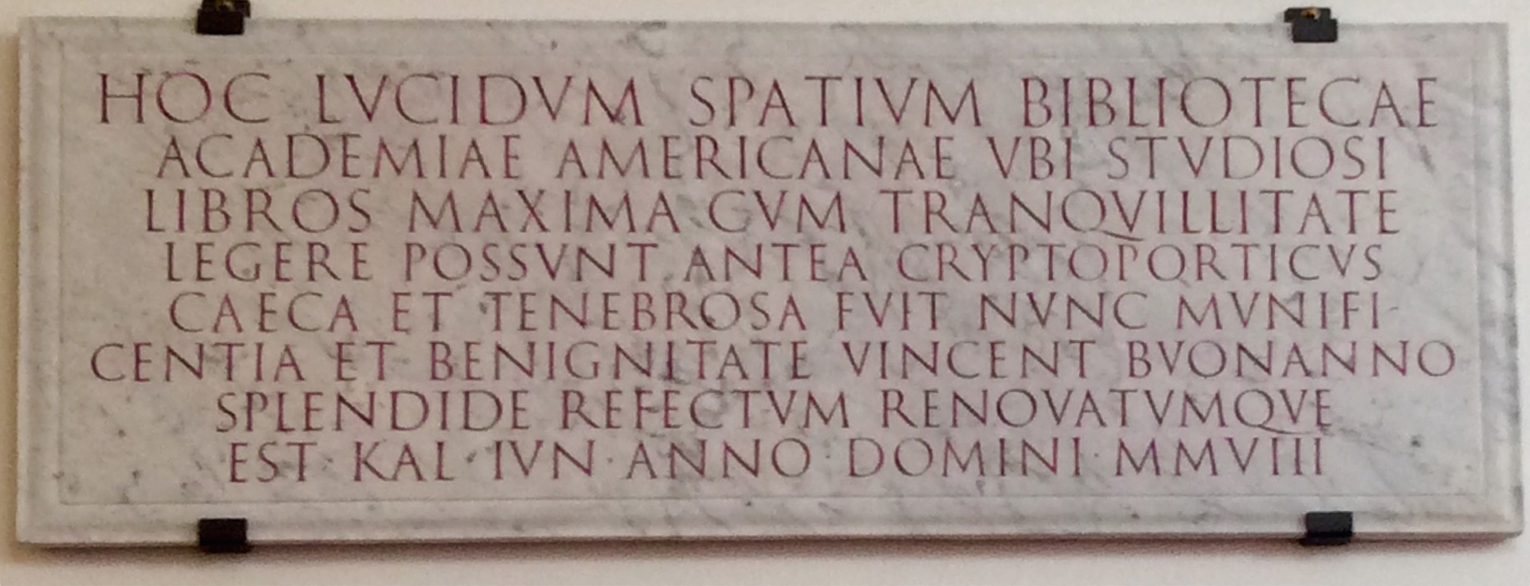 HOC LVCIDVM SPATIVM BIBLIOTECAE
ACADEMIAE AMERICANAE VBI STVDIOSI
LIBROS MAXIMA CVM TRANQVILLITATE
LEGERE POSSVNT ANTEA CRYPTOPORTICVS
CAECA ET TENEBROSA FVIT NVNC MVNIFI-
CENTIA ET BENIGNITATE VINCENT BVONANNO
SPLENDIDE REFECTVM RENOVATVMQVE
EST KAL · IVN · ANNO · DOMINI · MMVIII